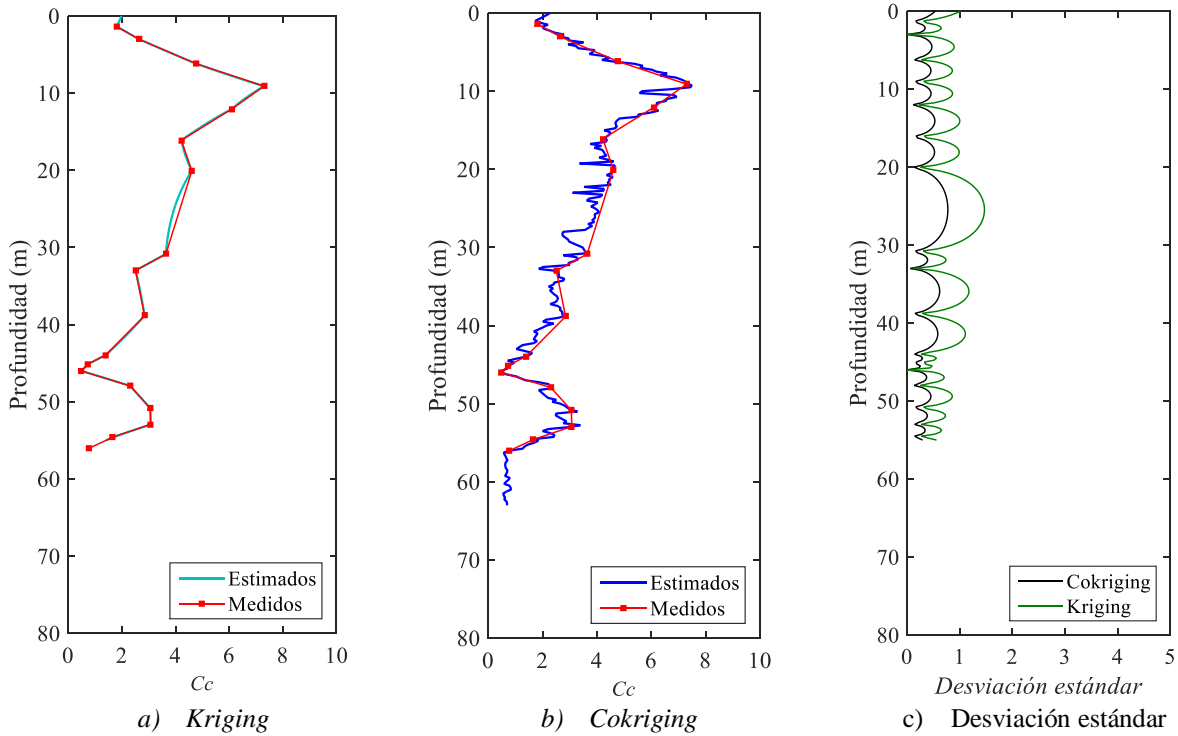 0
10
20
30
40
50
60
70
80
Profundidad (m)
0 2 4 6 8 10
Cc
Estimados
Medidos
a) Kriging
0
10
20
30
40
50
60
70
80
Profundidad (m)
0 2 4 6 8 10
Cc
Estimados
Medidos
b) Cokriging
0
10
20
30
40
50
60
70
80
Profundidad (m)
0 1 2 3 4 5
Desviación estándar
Cokriging
Kriging
c) Desviación estándar